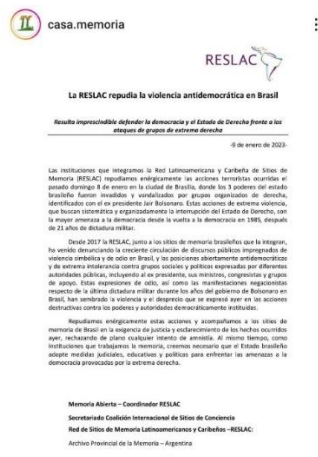 casa.memoria
RESLAC
La RESLAC repudia la violencia antidemocrática en Brasil
Resulta imprescindible defender la democracia y el Estado de Derecho frente a los
ataques de grupos de extrema derecha
-9 de enero de 2023-
Las instituciones que integramos la Red Latinoamericana y Caribeña de Sitios de
Memoria (RESLAC) repudiamos enérgicamente las acciones terroristas ocurridas el
pasado domingo 8 de enero en la ciudad de Brasilia, donde los 3 poderes del estado
brasileño fueron invadidos y vandalizados por grupos organizados de derecha,
identificados con el ex presidente Jair Bolsonaro. Estas acciones de extrema violencia,
que buscan sistemática y organizadamente la interrupción del Estado de Derecho, son
la mayor amenaza a la democracia desde la vuelta a la democracia en 1985, después
de 21 años de dictadura militar.
Desde 2017 la RESLAC, junto a los sitios de memoria brasileños que la integran,
ha venido denunciando la creciente circulación de discursos públicos impregnados de
violencia simbólica y de odio en Brasil, y las posiciones abiertamente antidemocráticas
y de extrema intolerancia contra grupos sociales y políticos expresadas por diferentes
autoridades públicas, incluyendo al ex presidente, sus ministros, congresistas y grupos
de apoyo. Estas expresiones de odio, así como las manifestaciones negacionistas
respecto de la última dictadura militar durante los años del gobierno de Bolsonaro en
Brasil, han sembrado la violencia y el desprecio que se expresó ayer en las acciones
destructivas contra los poderes y autoridades democráticamente instituidas.
Repudiamos enérgicamente estas acciones y acompañamos a los sitios de
memoria de Brasil en la exigencia de justicia y esclarecimiento de los hechos ocurridos
ayer, rechazando de plano cualquier intento de amnistía. Al mismo tiempo, como
instituciones que trabajamos la memoria, creemos necesario que el Estado brasileño
adopte medidas judiciales, educativas y políticas para enfrentar las amenazas a la
democracia provocadas por la extrema derecha.
Memoria Abierta – Coordinador RESLAC
Secretariado Coalición Internacional de Sitios de Conciencia
Red de Sitios de Memoria Latinoamericanos y Caribeños –RESLAC:
Archivo Provincial de la Memoria – Argentina